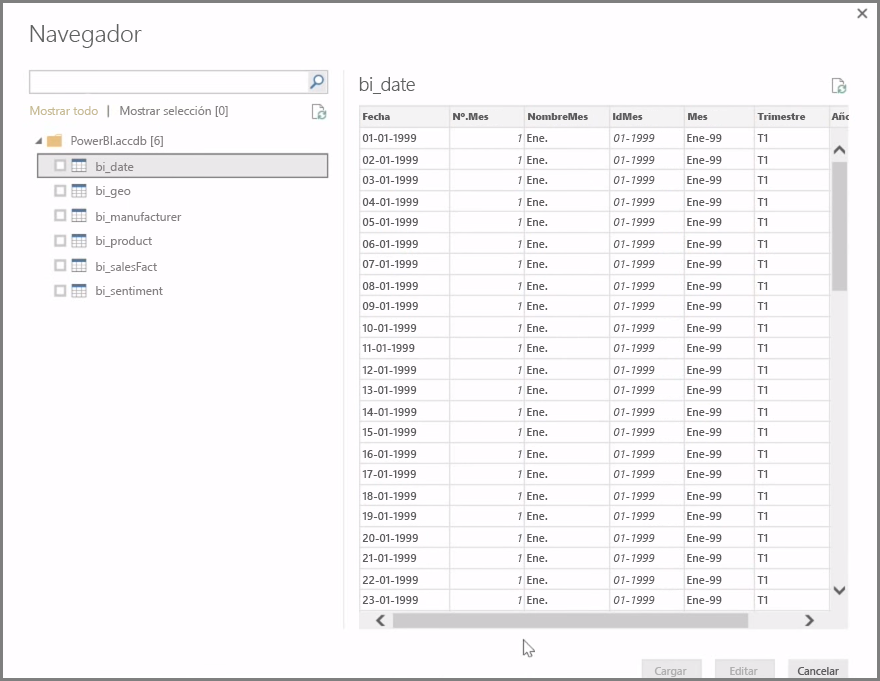 Navegador
Mostrar todo | Mostrar selección [0]
PowerBI.accdb [6]
bi_date
bi_geo
bi_manufacturer
bi_product
bi_salesFact
bi_sentiment
bi_date
Fecha Nº.Mes NombreMes IdMes Mes Trimestre
01-01-1999 1 Ene. 01-1999 Ene-99 T1
02-01-1999 1 Ene. 01-1999 Ene-99 T1
03-01-1999 1 Ene. 01-1999 Ene-99 T1
04-01-1999 1 Ene. 01-1999 Ene-99 T1
05-01-1999 1 Ene. 01-1999 Ene-99 T1
06-01-1999 1 Ene. 01-1999 Ene-99 T1
07-01-1999 1 Ene. 01-1999 Ene-99 T1
08-01-1999 1 Ene. 01-1999 Ene-99 T1
09-01-1999 1 Ene. 01-1999 Ene-99 T1
10-01-1999 1 Ene. 01-1999 Ene-99 T1
11-01-1999 1 Ene. 01-1999 Ene-99 T1
12-01-1999 1 Ene. 01-1999 Ene-99 T1
13-01-1999 1 Ene. 01-1999 Ene-99 T1
14-01-1999 1 Ene. 01-1999 Ene-99 T1
15-01-1999 1 Ene. 01-1999 Ene-99 T1
16-01-1999 1 Ene. 01-1999 Ene-99 T1
17-01-1999 1 Ene. 01-1999 Ene-99 T1
18-01-1999 1 Ene. 01-1999 Ene-99 T1
19-01-1999 1 Ene. 01-1999 Ene-99 T1
20-01-1999 1 Ene. 01-1999 Ene-99 T1
21-01-1999 1 Ene. 01-1999 Ene-99 T1
22-01-1999 1 Ene. 01-1999 Ene-99 T1
23-01-1999 1 Ene. 01-1999 Ene-99 T1
Cargar Editar Cancelar